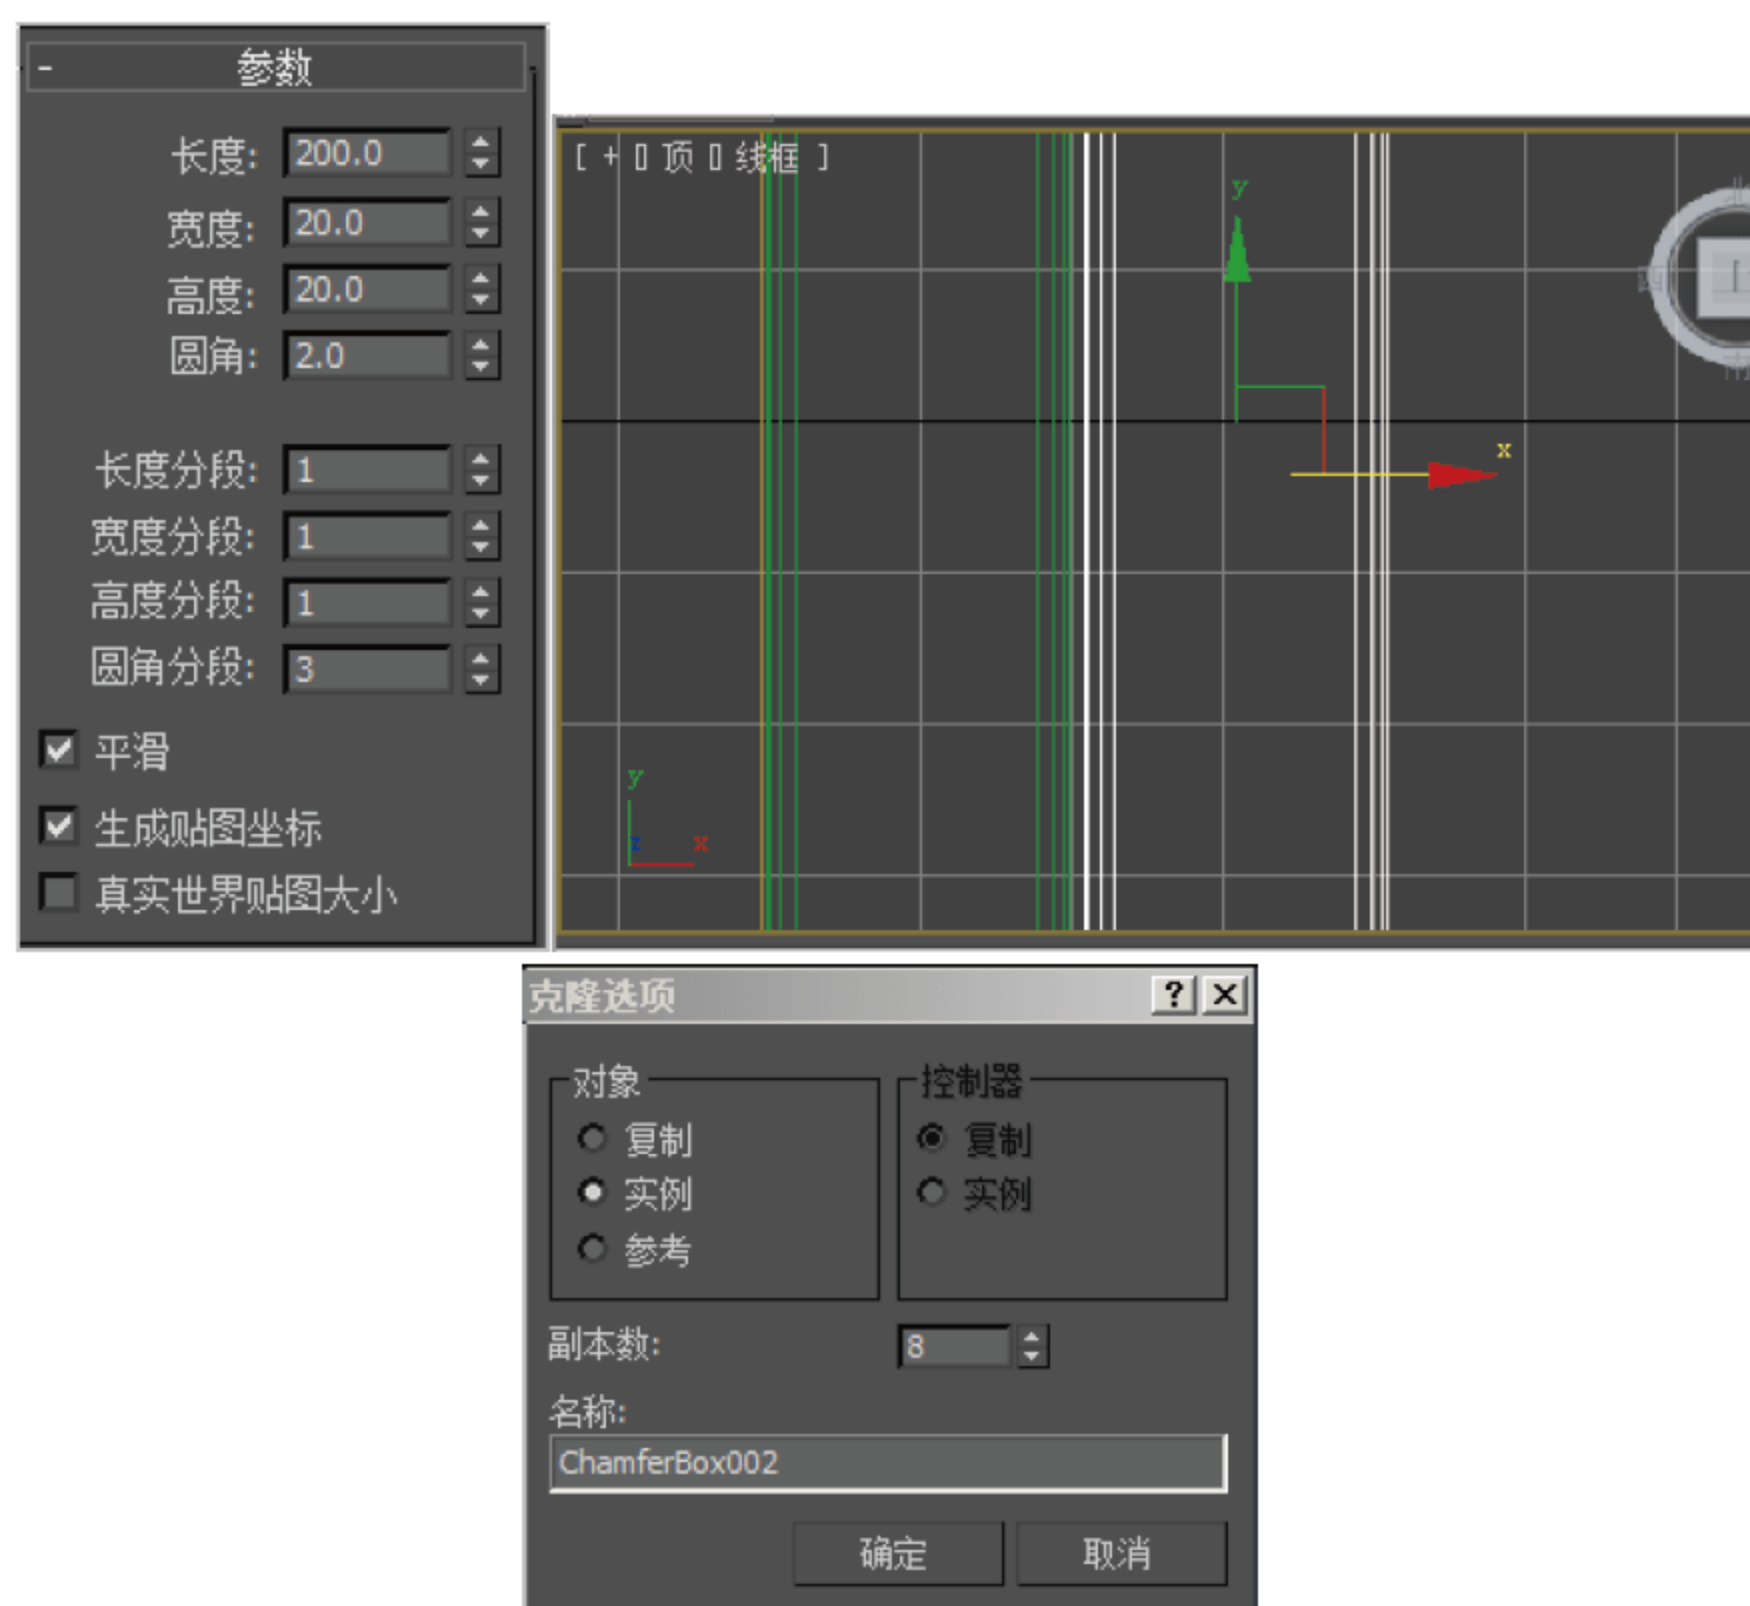 - 参数
长度: 200.0
宽度: 20.0
高度: 20.0
圆角: 2.0
长度分段: 1
宽度分段: 1
高度分段: 1
圆角分段: 3
平滑
生成贴图坐标
真实世界贴图大小
[ + 顶 线框 ]
y
x
西
y
z x
克隆选项 ? X
对象
复制
实例
参考
控制器
复制
实例
副本数: 8
名称:
ChamferBox002
确定 取消